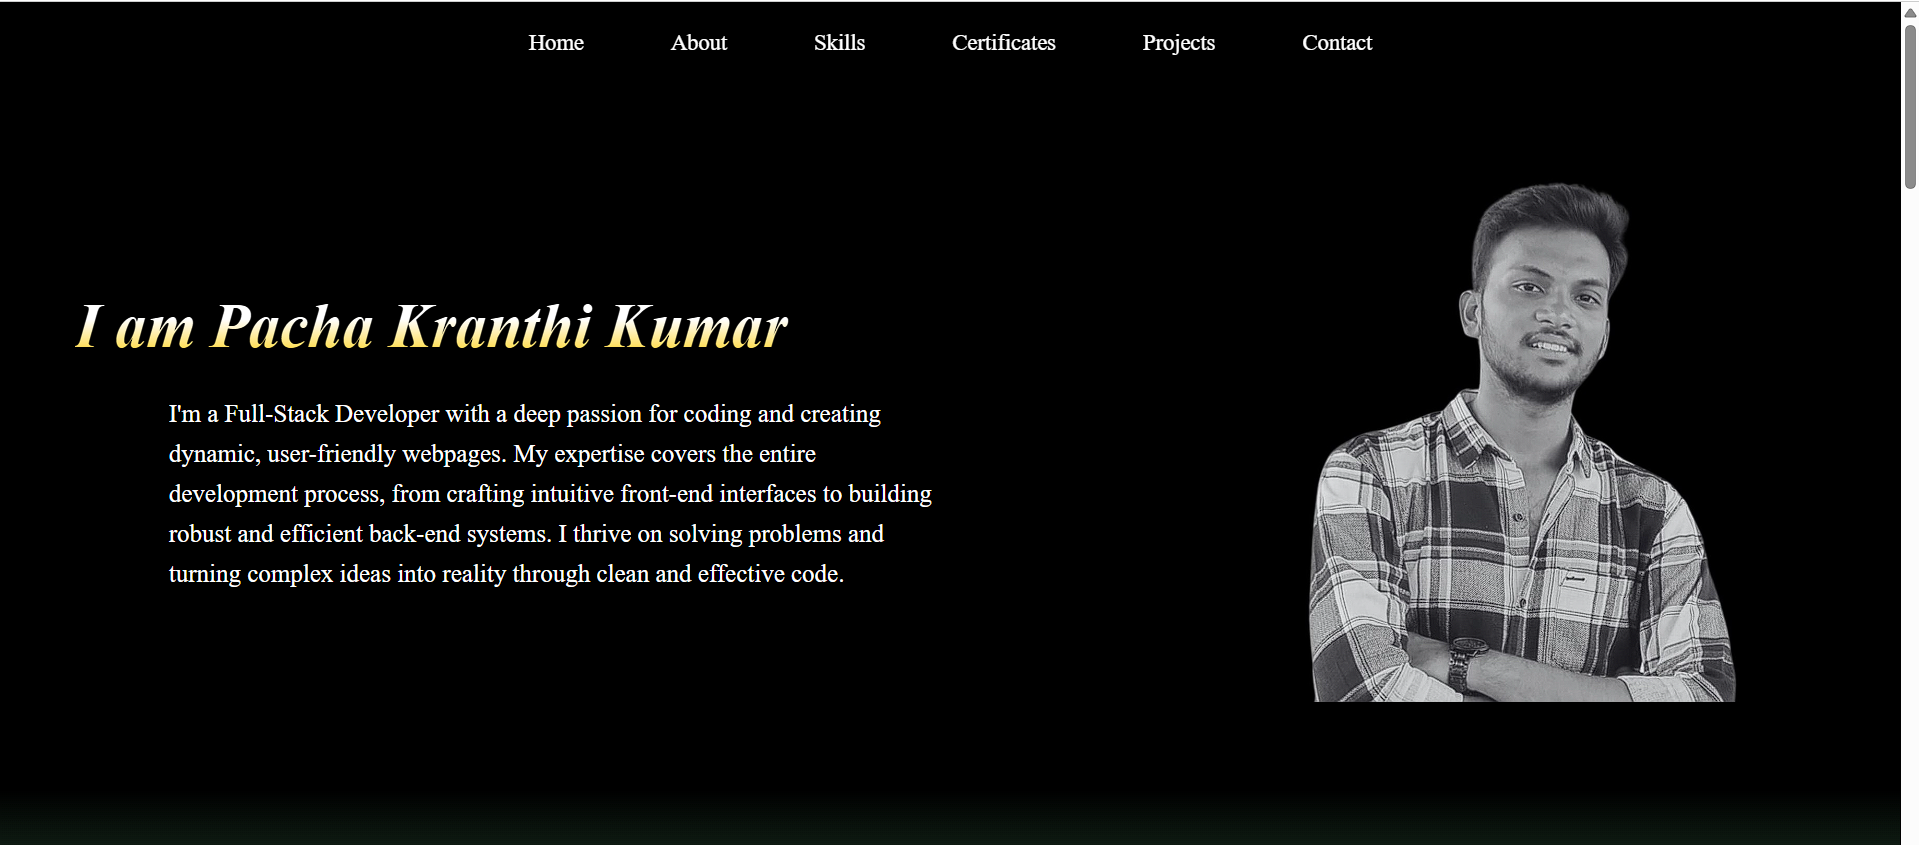 Home About Skills Certificates Projects Contact
I am Pacha Kranthi Kumar
I'm a Full-Stack Developer with a deep passion for coding and creating
dynamic, user-friendly webpages. My expertise covers the entire
development process, from crafting intuitive front-end interfaces to building
robust and efficient back-end systems. I thrive on solving problems and
turning complex ideas into reality through clean and effective code.